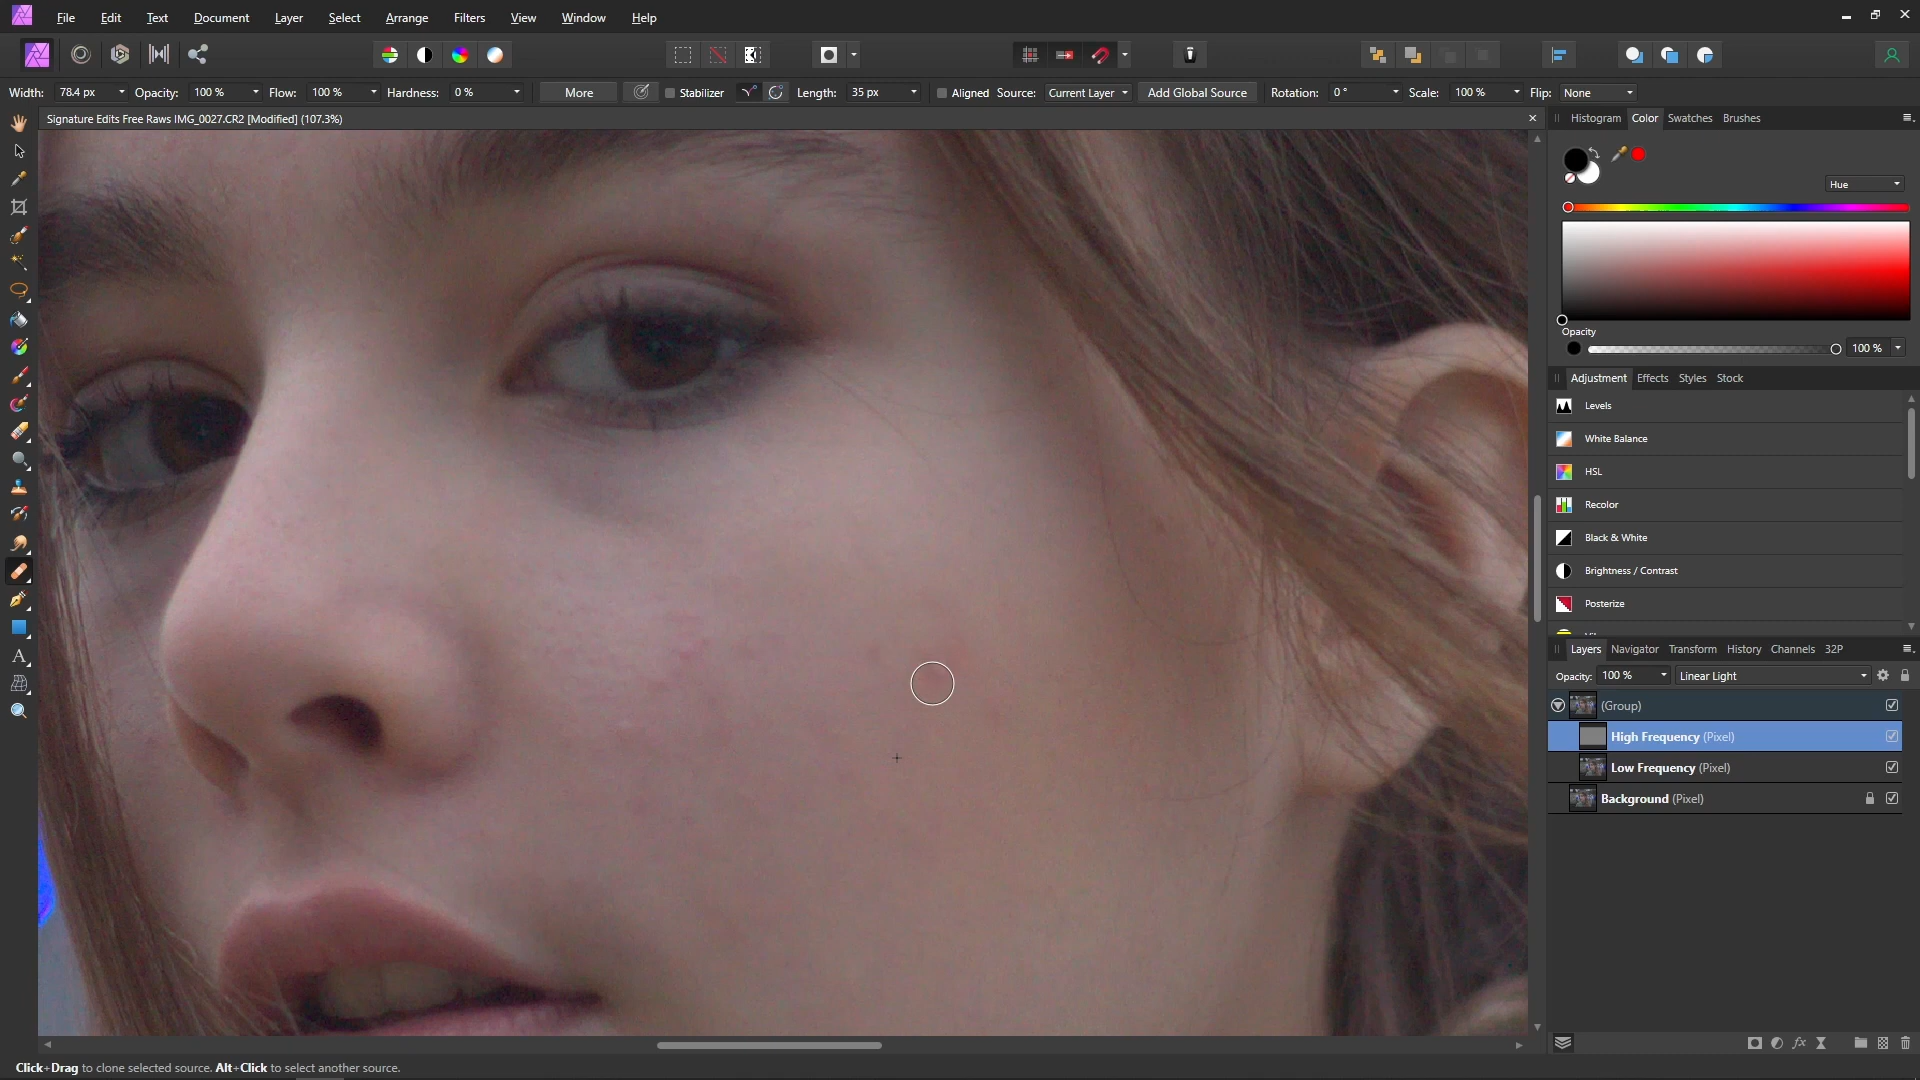 File Edit Text Document Layer Select Arrange Filters View Window Help
Width: 78.4 px Opacity: 100 % Flow: 100 % Hardness: 0 % More Stabilizer Length: 35 px Aligned Source: Current Layer Add Global Source Rotation: 0 ° Scale: 100 % Flip: None
Signature Edits Free Raws IMG_0027.CR2 [Modified] (107.3%)
Histogram Color Swatches Brushes
Hue
Opacity
100 %
Adjustment Effects Styles Stock
Levels
White Balance
HSL
Recolor
Black & White
Brightness / Contrast
Posterize
Layers Navigator Transform History Channels 32P
Opacity: 100 % Linear Light
(Group)
High Frequency (Pixel)
Low Frequency (Pixel)
Background (Pixel)
Click+Drag to clone selected source. Alt+Click to select another source.